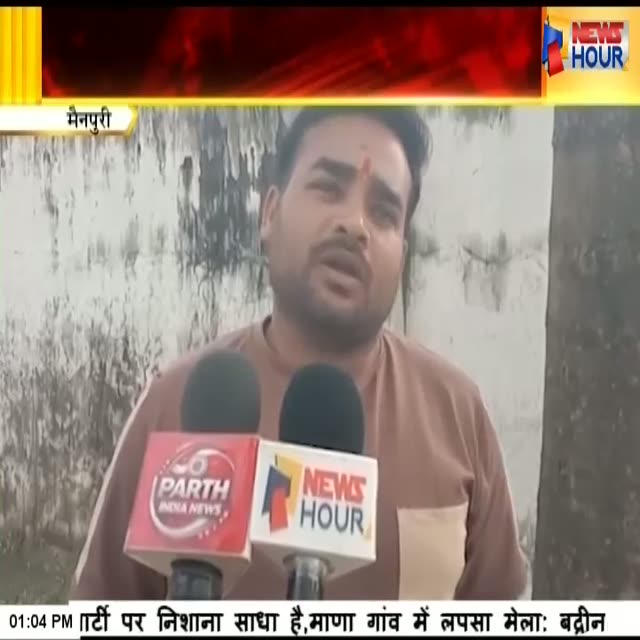 NEWS
HOUR
मैनपुरी
PARTH
INDIA NEWS
NEWS
HOUR
01:04 PM
ार्टी पर निशाना साधा है,माणा गांव में लपसा मेला: बद्रीन